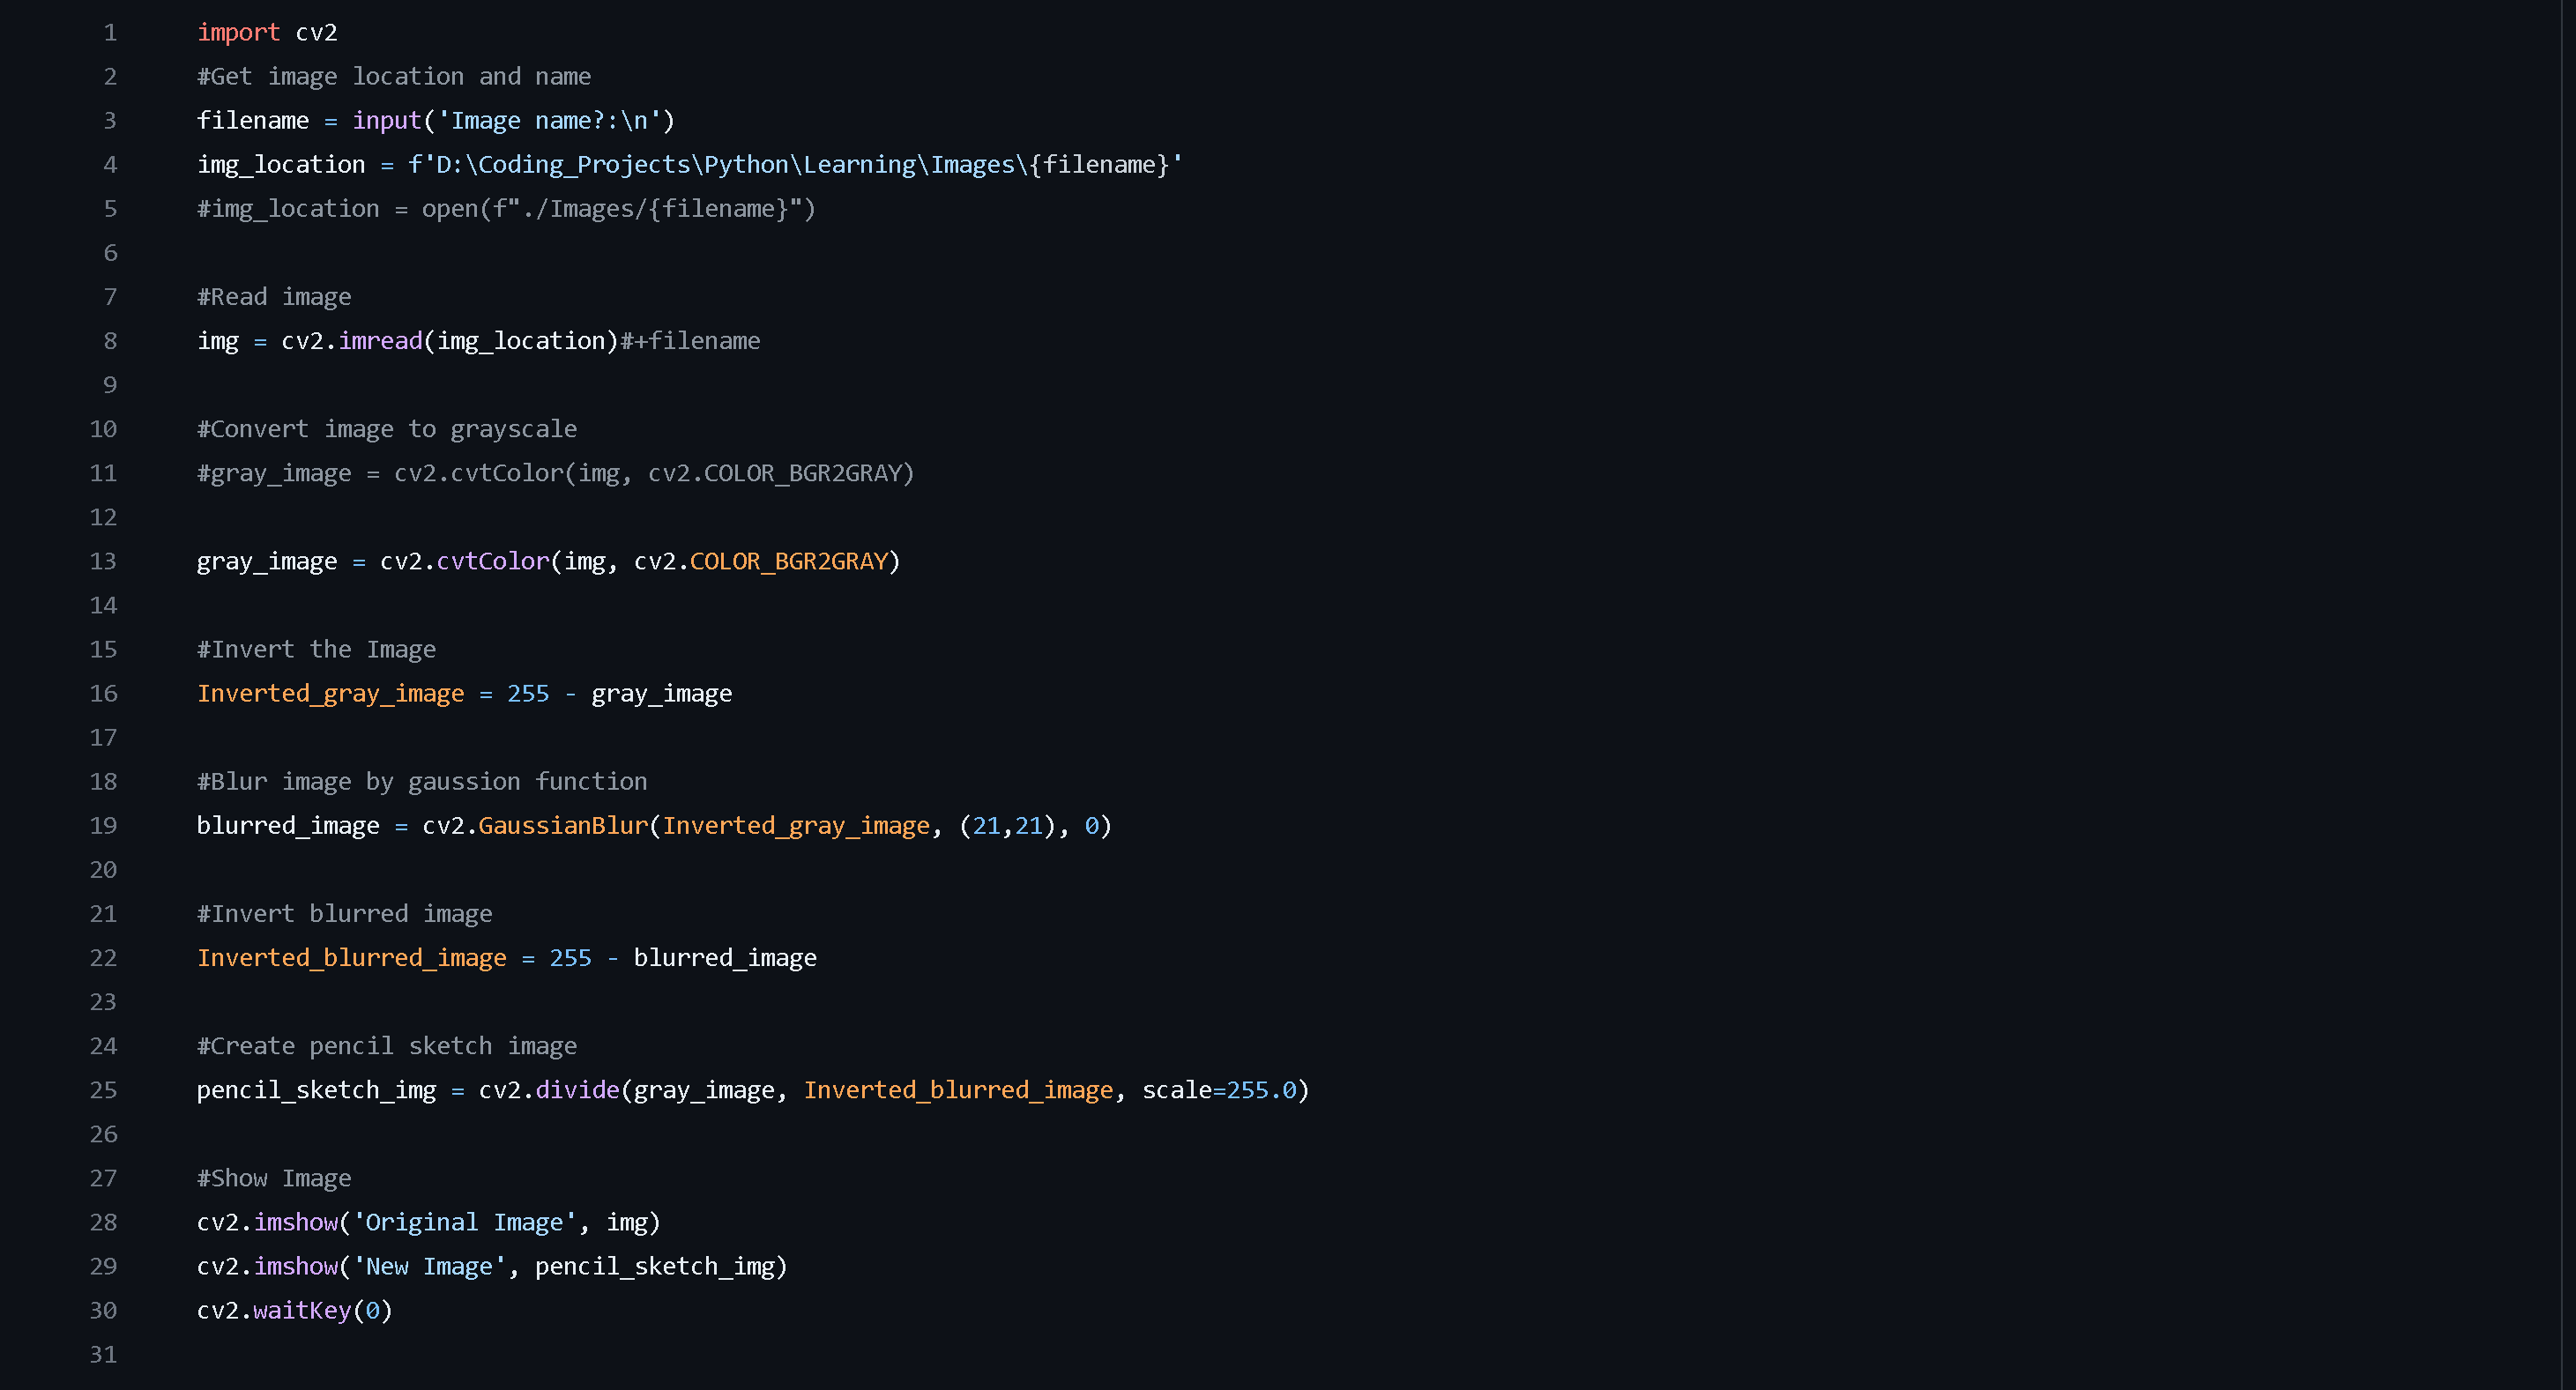 1 import cv2
2 #Get image location and name
3 filename = input('Image name?:\n')
4 img_location = f'D:\Coding_Projects\Python\Learning\Images\{filename}'
5 #img_location = open(f"./Images/{filename}")
6
7 #Read image
8 img = cv2.imread(img_location)#+filename
9
10 #Convert image to grayscale
11 #gray_image = cv2.cvtColor(img, cv2.COLOR_BGR2GRAY)
12
13 gray_image = cv2.cvtColor(img, cv2.COLOR_BGR2GRAY)
14
15 #Invert the Image
16 Inverted_gray_image = 255 - gray_image
17
18 #Blur image by gaussion function
19 blurred_image = cv2.GaussianBlur(Inverted_gray_image, (21,21), 0)
20
21 #Invert blurred image
22 Inverted_blurred_image = 255 - blurred_image
23
24 #Create pencil sketch image
25 pencil_sketch_img = cv2.divide(gray_image, Inverted_blurred_image, scale=255.0)
26
27 #Show Image
28 cv2.imshow('Original Image', img)
29 cv2.imshow('New Image', pencil_sketch_img)
30 cv2.waitKey(0)
31